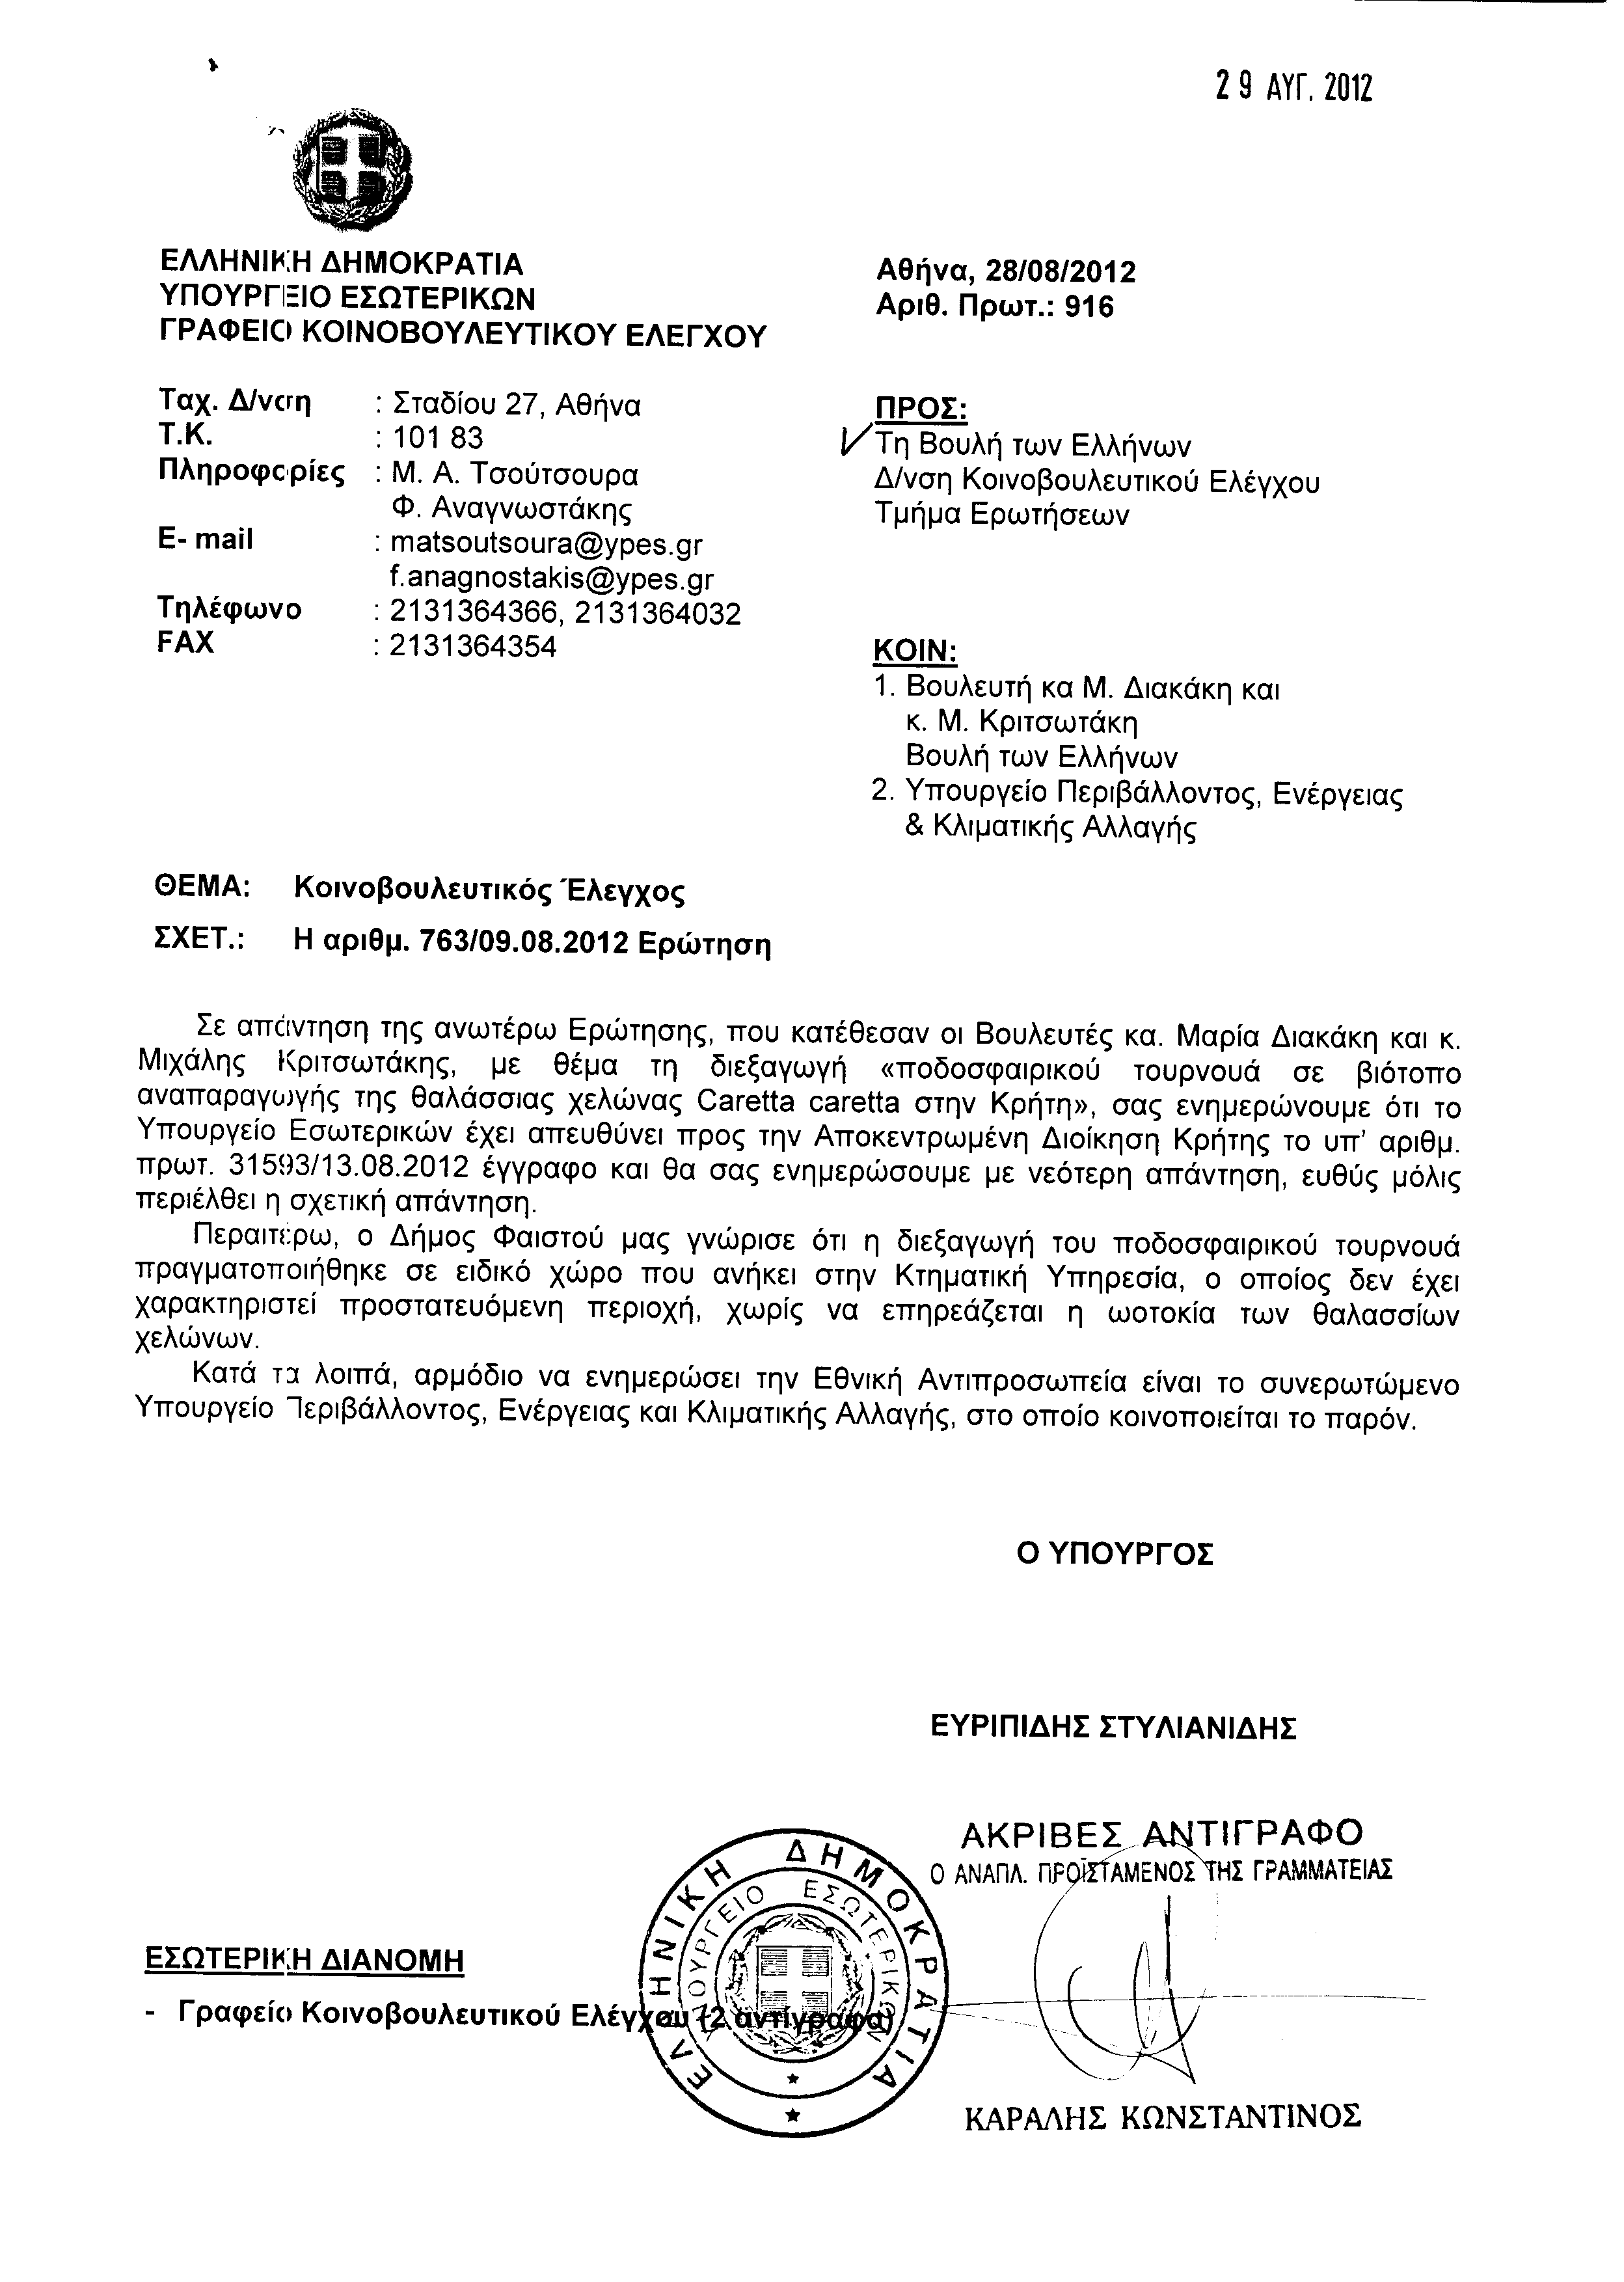 2 9 ΑΥΓ. 2012
ΕΛΛΗΝΙΚΗ ΔΗΜΟΚΡΑΤΙΑ
ΥΠΟΥΡΓΕΙΟ ΕΣΩΤΕΡΙΚΩΝ
ΓΡΑΦΕΙΟ ΚΟΙΝΟΒΟΥΛΕΥΤΙΚΟΥ ΕΛΕΓΧΟΥ
Αθήνα, 28/08/2012
Αριθ. Πρωτ.: 916
Ταχ. Δ/νση : Σταδίου 27, Αθήνα
Τ.Κ. : 101 83
Πληροφορίες : Μ. Α. Τσούτσουρα
Φ. Αναγνωστάκης
E- mail : matsoutsoura@ypes.gr
f.anagnostakis@ypes.gr
Τηλέφωνο : 2131364366, 2131364032
FAX : 2131364354
ΠΡΟΣ:
Τη Βουλή των Ελλήνων
Δ/νση Κοινοβουλευτικού Ελέγχου
Τμήμα Ερωτήσεων
ΚΟΙΝ:
1. Βουλευτή κα Μ. Διακάκη και
κ. Μ. Κριτσωτάκη
Βουλή των Ελλήνων
2. Υπουργείο Περιβάλλοντος, Ενέργειας
& Κλιματικής Αλλαγής
ΘΕΜΑ: Κοινοβουλευτικός Έλεγχος
ΣΧΕΤ.: Η αριθμ. 763/09.08.2012 Ερώτηση
Σε απάντηση της ανωτέρω Ερώτησης, που κατέθεσαν οι Βουλευτές κα. Μαρία Διακάκη και κ.
Μιχάλης Κριτσωτάκης, με θέμα τη διεξαγωγή «ποδοσφαιρικού τουρνουά σε βιότοπο
αναπαραγωγής της θαλάσσιας χελώνας Caretta caretta στην Κρήτη», σας ενημερώνουμε ότι το
Υπουργείο Εσωτερικών έχει απευθύνει προς την Αποκεντρωμένη Διοίκηση Κρήτης το υπ’ αριθμ.
πρωτ. 31593/13.08.2012 έγγραφο και θα σας ενημερώσουμε με νεότερη απάντηση, ευθύς μόλις
περιέλθει η σχετική απάντηση.
Περαιτέρω, ο Δήμος Φαιστού μας γνώρισε ότι η διεξαγωγή του ποδοσφαιρικού τουρνουά
πραγματοποιήθηκε σε ειδικό χώρο που ανήκει στην Κτηματική Υπηρεσία, ο οποίος δεν έχει
χαρακτηριστεί προστατευόμενη περιοχή, χωρίς να επηρεάζεται η ωοτοκία των θαλασσίων
χελώνων.
Κατά τα λοιπά, αρμόδιο να ενημερώσει την Εθνική Αντιπροσωπεία είναι το συνερωτώμενο
Υπουργείο Περιβάλλοντος, Ενέργειας και Κλιματικής Αλλαγής, στο οποίο κοινοποιείται το παρόν.
Ο ΥΠΟΥΡΓΟΣ
ΕΥΡΙΠΙΔΗΣ ΣΤΥΛΙΑΝΙΔΗΣ
ΑΚΡΙΒΕΣ ΑΝΤΙΓΡΑΦΟ
Ο ΑΝΑΠΛ. ΠΡΟΪΣΤΑΜΕΝΟΣ ΤΗΣ ΓΡΑΜΜΑΤΕΙΑΣ
ΕΛΛΗΝΙΚΗ ΔΗΜΟΚΡΑΤΙΑ
ΥΠΟΥΡΓΕΙΟ ΕΣΩΤΕΡΙΚΩΝ
ΕΣΩΤΕΡΙΚΗ ΔΙΑΝΟΜΗ
- Γραφείο Κοινοβουλευτικού Ελέγχου (2 αντίγραφα)
ΚΑΡΑΛΗΣ ΚΩΝΣΤΑΝΤΙΝΟΣ